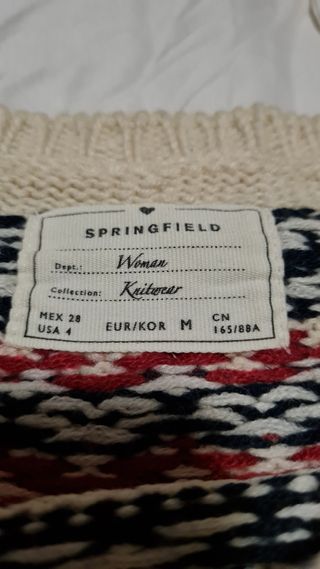 SPRINGFIELD
Dept.: Woman
Collection: Knitwear
MEX 28
USA 4
EUR/KOR M
CN
165/88A